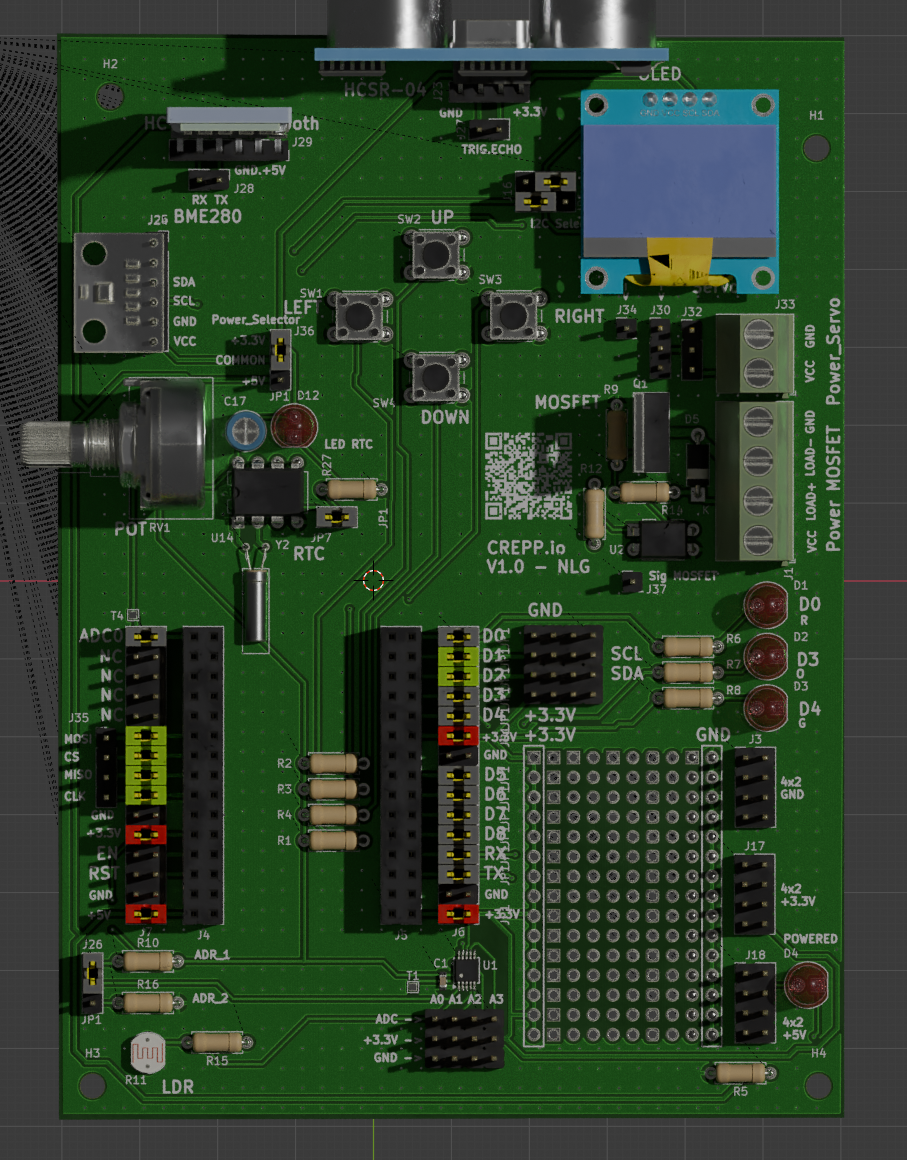 H2
OLED
HCSR-04
J23
GND
+3.3V
H1
HC
oth
J29
TRIG.ECHO
GND.+5V
J28
RX TX
BME280
J25
SW2
UP
SDA
SCL
GND
VCC
SW1
LEFT
SW3
RIGHT
Power_Selector
J36
+3.3V
COMMON
+5V
JP1
SW4
DOWN
J34
J30
J32
J33
VCC GND
Power_Servo
C17
D12
LED RTC
R27
R9
Q1
MOSFET
D5
R12
R14
U2
VCC LOAD+ LOAD- GND
Power MOSFET
J1
POT
RV1
U14
Y2
JP7
JP1
RTC
CREPP.io
V1.0 - NLG
Sig MOSFET
J37
T4
GND
D1
D0
R
SCL
SDA
R6
R7
R8
D2
D3
O
D3
D4
G
ADC0
NC
NC
NC
J35
MOSI
CS
MISO
CLK
GND
+3.3V
EN
RST
GND
+5V
J7
J4
R2
R3
R4
R1
D0
D1
D2
D3
D4
+3.3V
GND
D5
D6
D7
D8
RX
TX
GND
+3.3V
J5
J6
+3.3V
+3.3V
GND
J3
4x2
GND
J17
4x2
+3.3V
POWERED
J18
D4
4x2
+5V
J26
R10
ADR_1
R16
ADR_2
JP1
C1
U1
T1
A0 A1 A2 A3
ADC
+3.3V
GND
H3
R11
R15
LDR
H4
R5